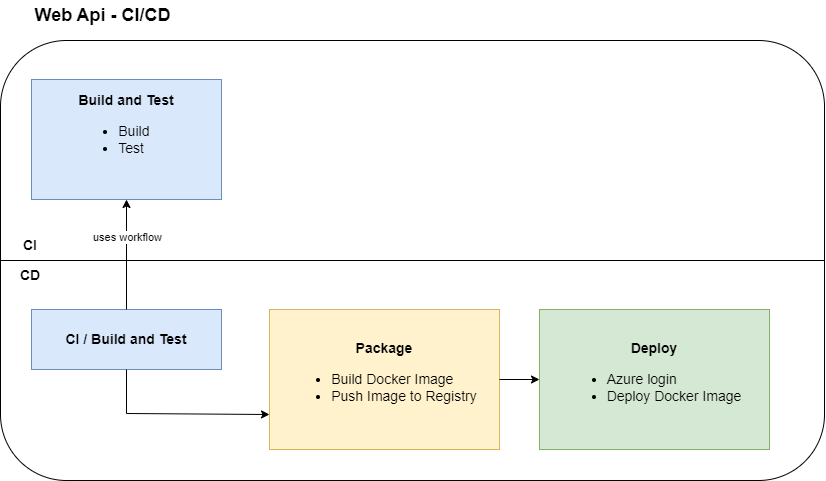 Web Api - CI/CD
Build and Test
• Build
• Test
uses workflow
CI
CD
CI / Build and Test
Package
• Build Docker Image
• Push Image to Registry
Deploy
• Azure login
• Deploy Docker Image